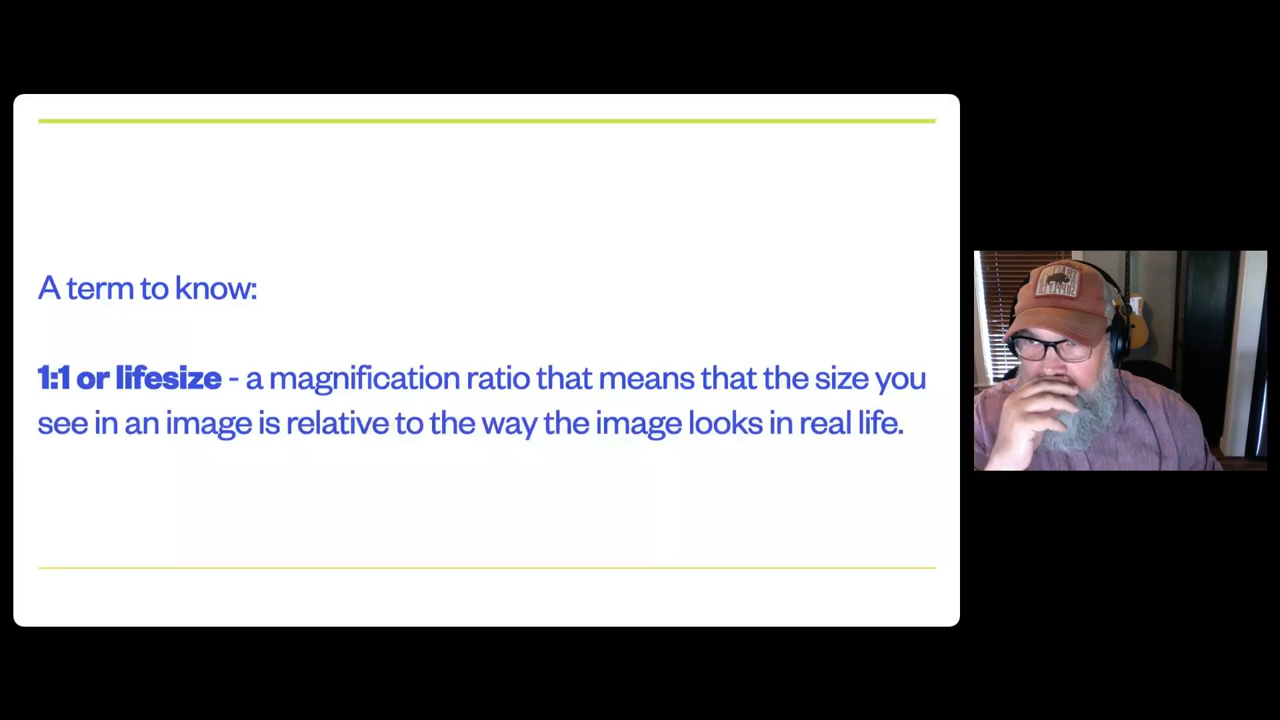 A term to know:
1:1 or lifesize - a magnification ratio that means that the size you
see in an image is relative to the way the image looks in real life.